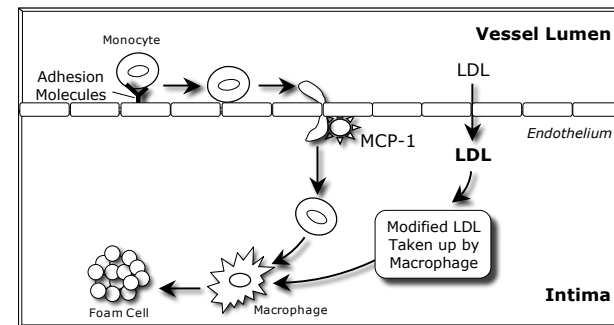 Vessel Lumen
Monocyte
Adhesion
Molecules
LDL
Endothelium
MCP-1
LDL
Modified LDL
Taken up by
Macrophage
Foam Cell
Macrophage
Intima